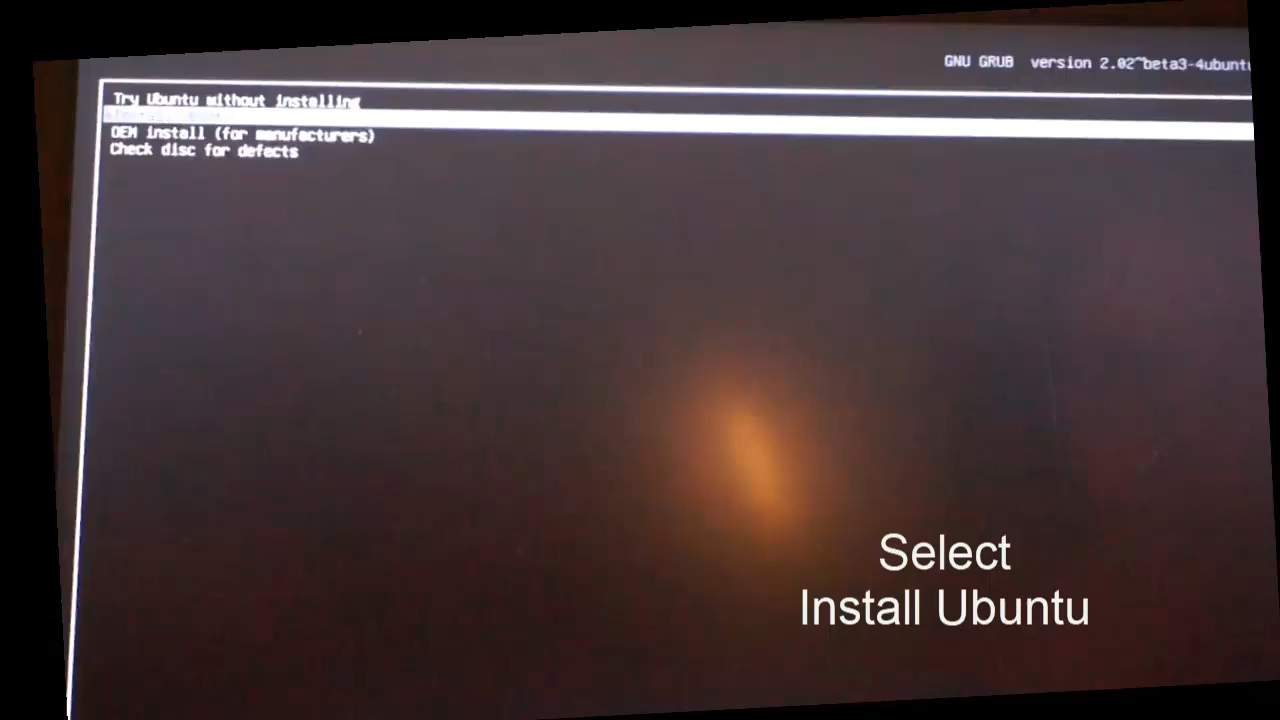 GNU GRUB version 2.02~beta3-4ubuntu
Try Ubuntu without installing
OEM install (for manufacturers)
Check disc for defects
Select
Install Ubuntu